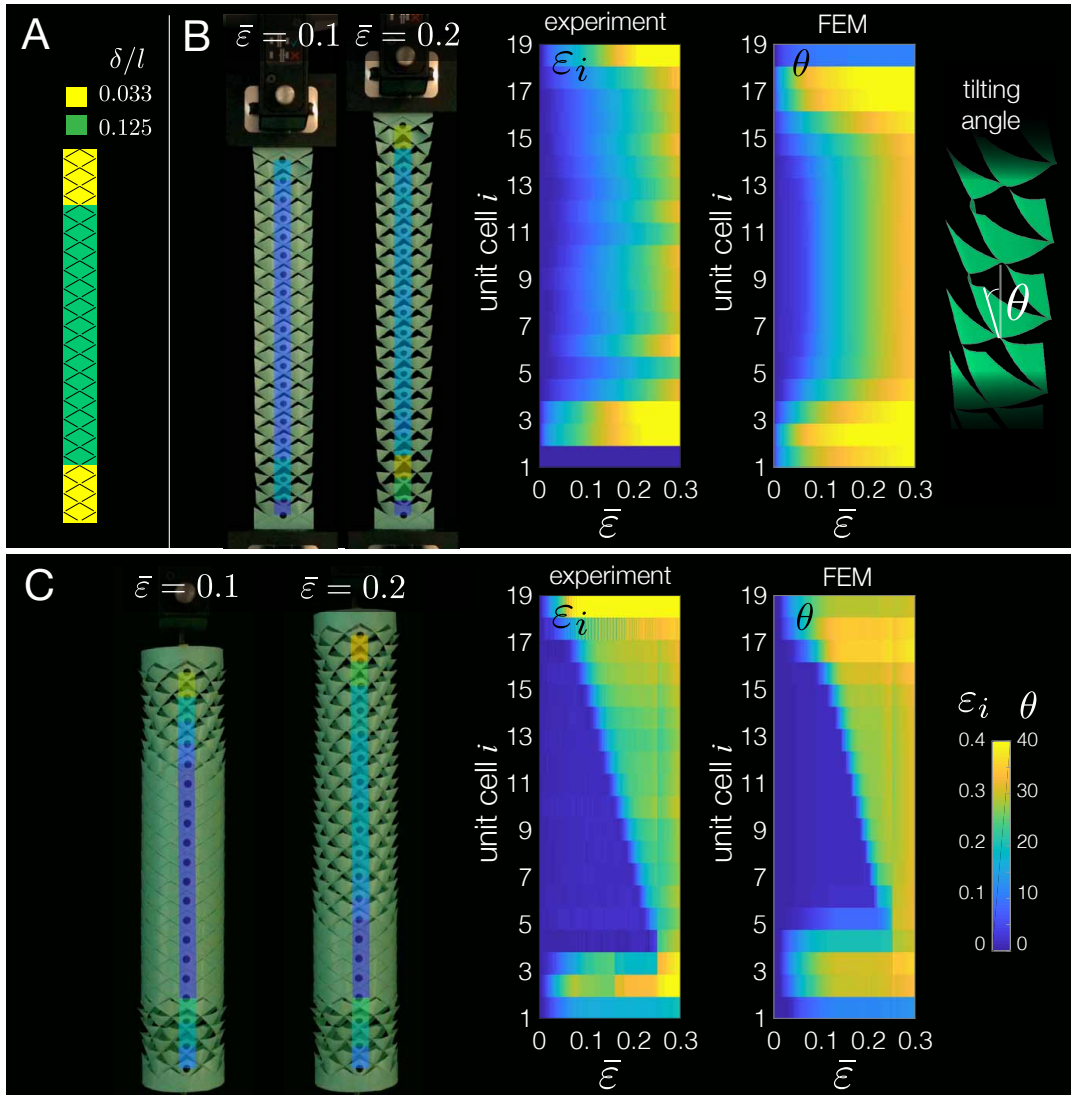 A
δ/l
0.033
0.125
B
ε̄ = 0.1
ε̄ = 0.2
experiment
εi
19
17
15
13
11
9
7
5
3
1
unit cell i
0
0.1
0.2
0.3
ε̄
FEM
θ
19
17
15
13
11
9
7
5
3
1
unit cell i
0
0.1
0.2
0.3
ε̄
tilting
angle
θ
C
ε̄ = 0.1
ε̄ = 0.2
experiment
εi
19
17
15
13
11
9
7
5
3
1
unit cell i
0
0.1
0.2
0.3
ε̄
FEM
θ
19
17
15
13
11
9
7
5
3
1
unit cell i
0
0.1
0.2
0.3
ε̄
εi θ
0.4 40
0.3 30
0.2 20
0.1 10
0 0